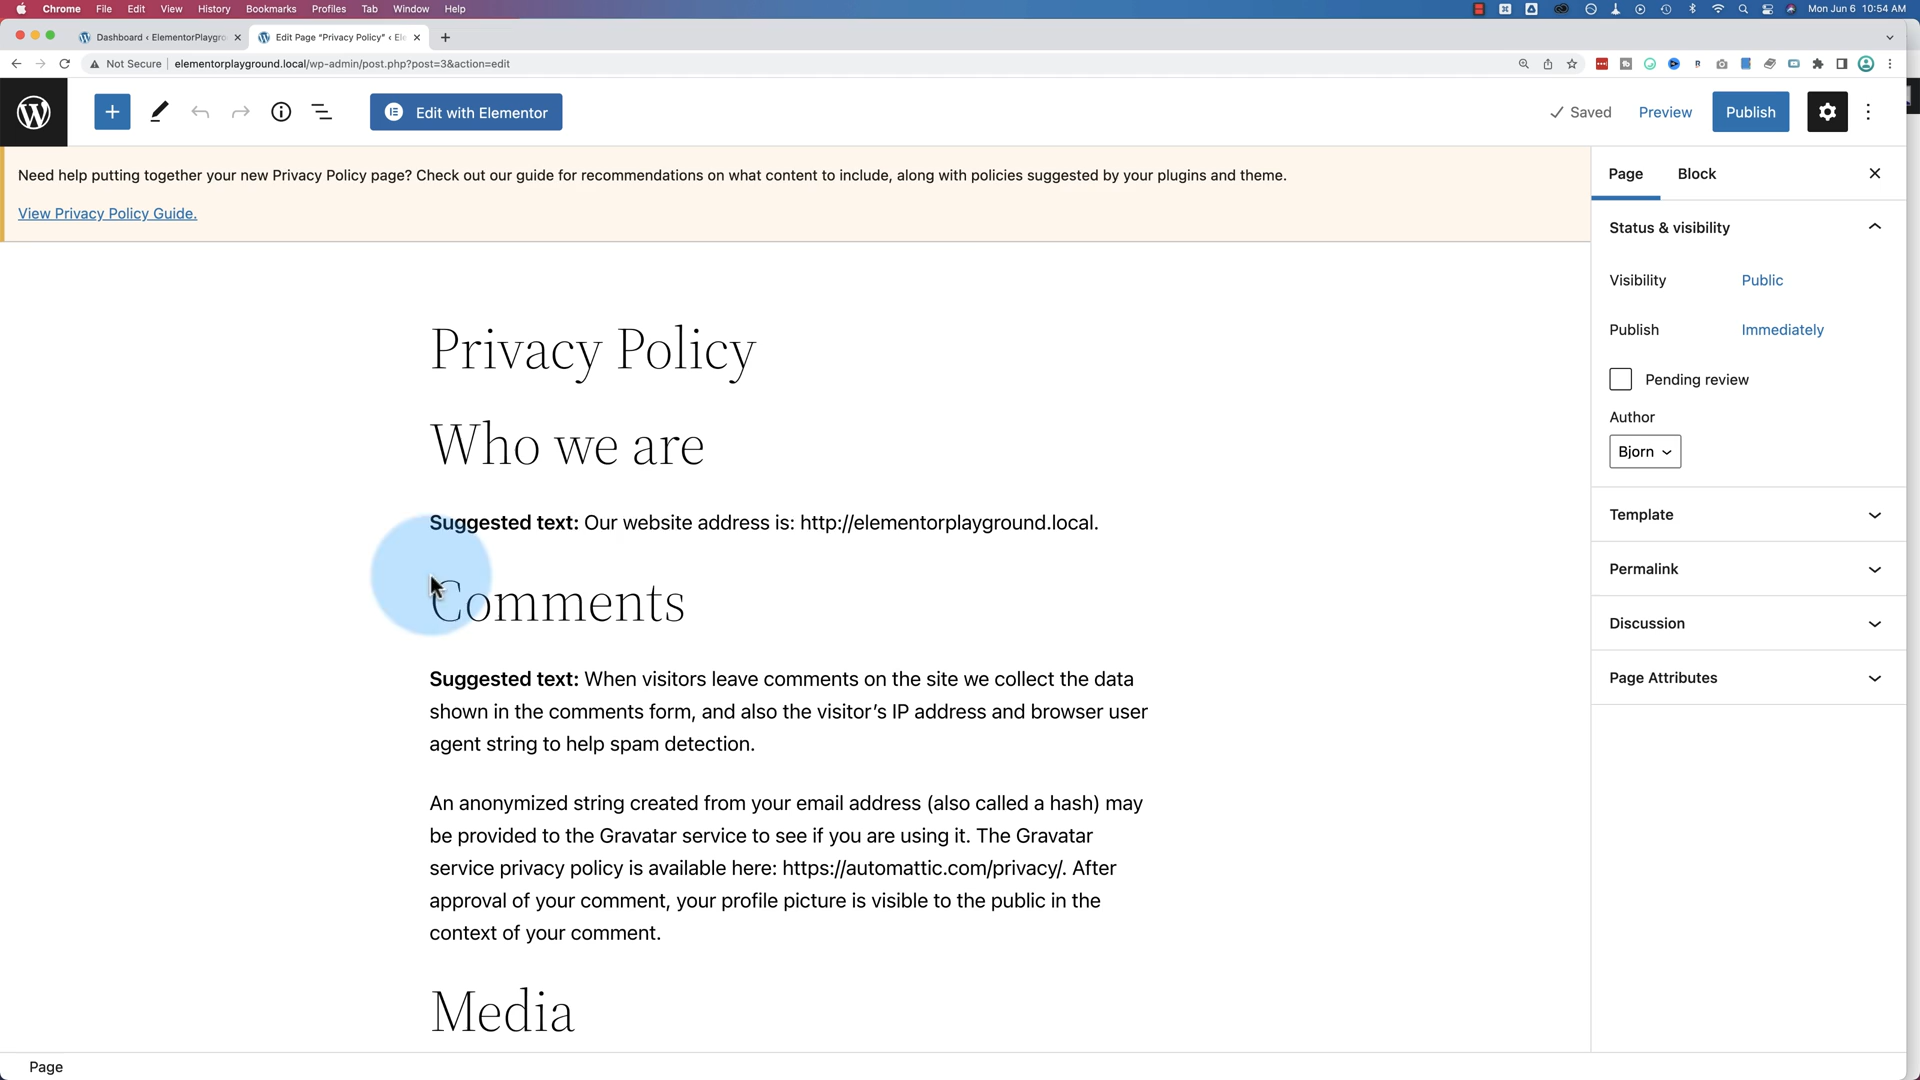 Chrome File Edit View History Bookmarks Profiles Tab Window Help Mon Jun 6 10:54 AM
Dashboard ‹ ElementorPlaygro Edit Page "Privacy Policy" ‹ Ele
Not Secure elementorplayground.local/wp-admin/post.php?post=3&action=edit
Edit with Elementor Saved Preview Publish
Need help putting together your new Privacy Policy page? Check out our guide for recommendations on what content to include, along with policies suggested by your plugins and theme.
View Privacy Policy Guide.
Privacy Policy
Who we are
Suggested text: Our website address is: http://elementorplayground.local.
Comments
Suggested text: When visitors leave comments on the site we collect the data
shown in the comments form, and also the visitor's IP address and browser user
agent string to help spam detection.
An anonymized string created from your email address (also called a hash) may
be provided to the Gravatar service to see if you are using it. The Gravatar
service privacy policy is available here: https://automattic.com/privacy/. After
approval of your comment, your profile picture is visible to the public in the
context of your comment.
Media
Page Block
Status & visibility
Visibility Public
Publish Immediately
Pending review
Author
Bjorn
Template
Permalink
Discussion
Page Attributes
Page